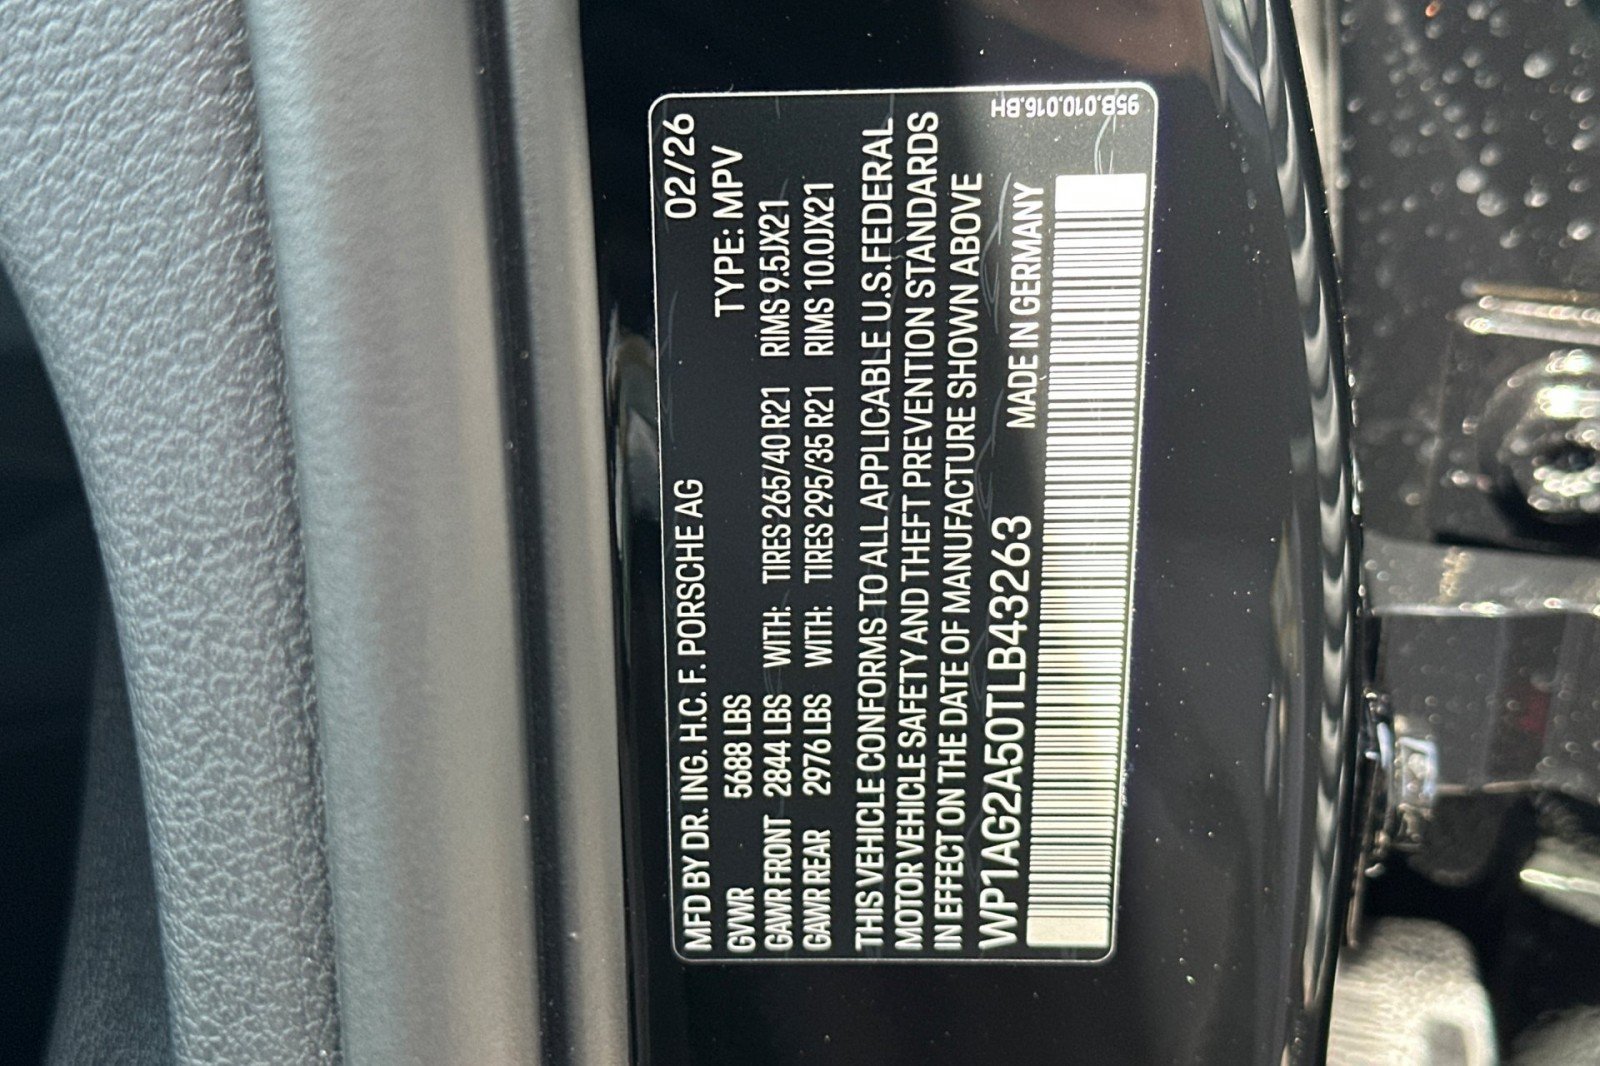 MFD BY DR. ING. H.C. F. PORSCHE AG 02/26
GVWR 5688 LBS TYPE: MPV
GAWR FRONT 2844 LBS WITH: TIRES 265/40 R21 RIMS 9.5JX21
GAWR REAR 2976 LBS WITH: TIRES 295/35 R21 RIMS 10.0JX21
THIS VEHICLE CONFORMS TO ALL APPLICABLE U.S.FEDERAL
MOTOR VEHICLE SAFETY AND THEFT PREVENTION STANDARDS
IN EFFECT ON THE DATE OF MANUFACTURE SHOWN ABOVE
WP1AG2A50TLB43263 MADE IN GERMANY
95B.010.016.BH